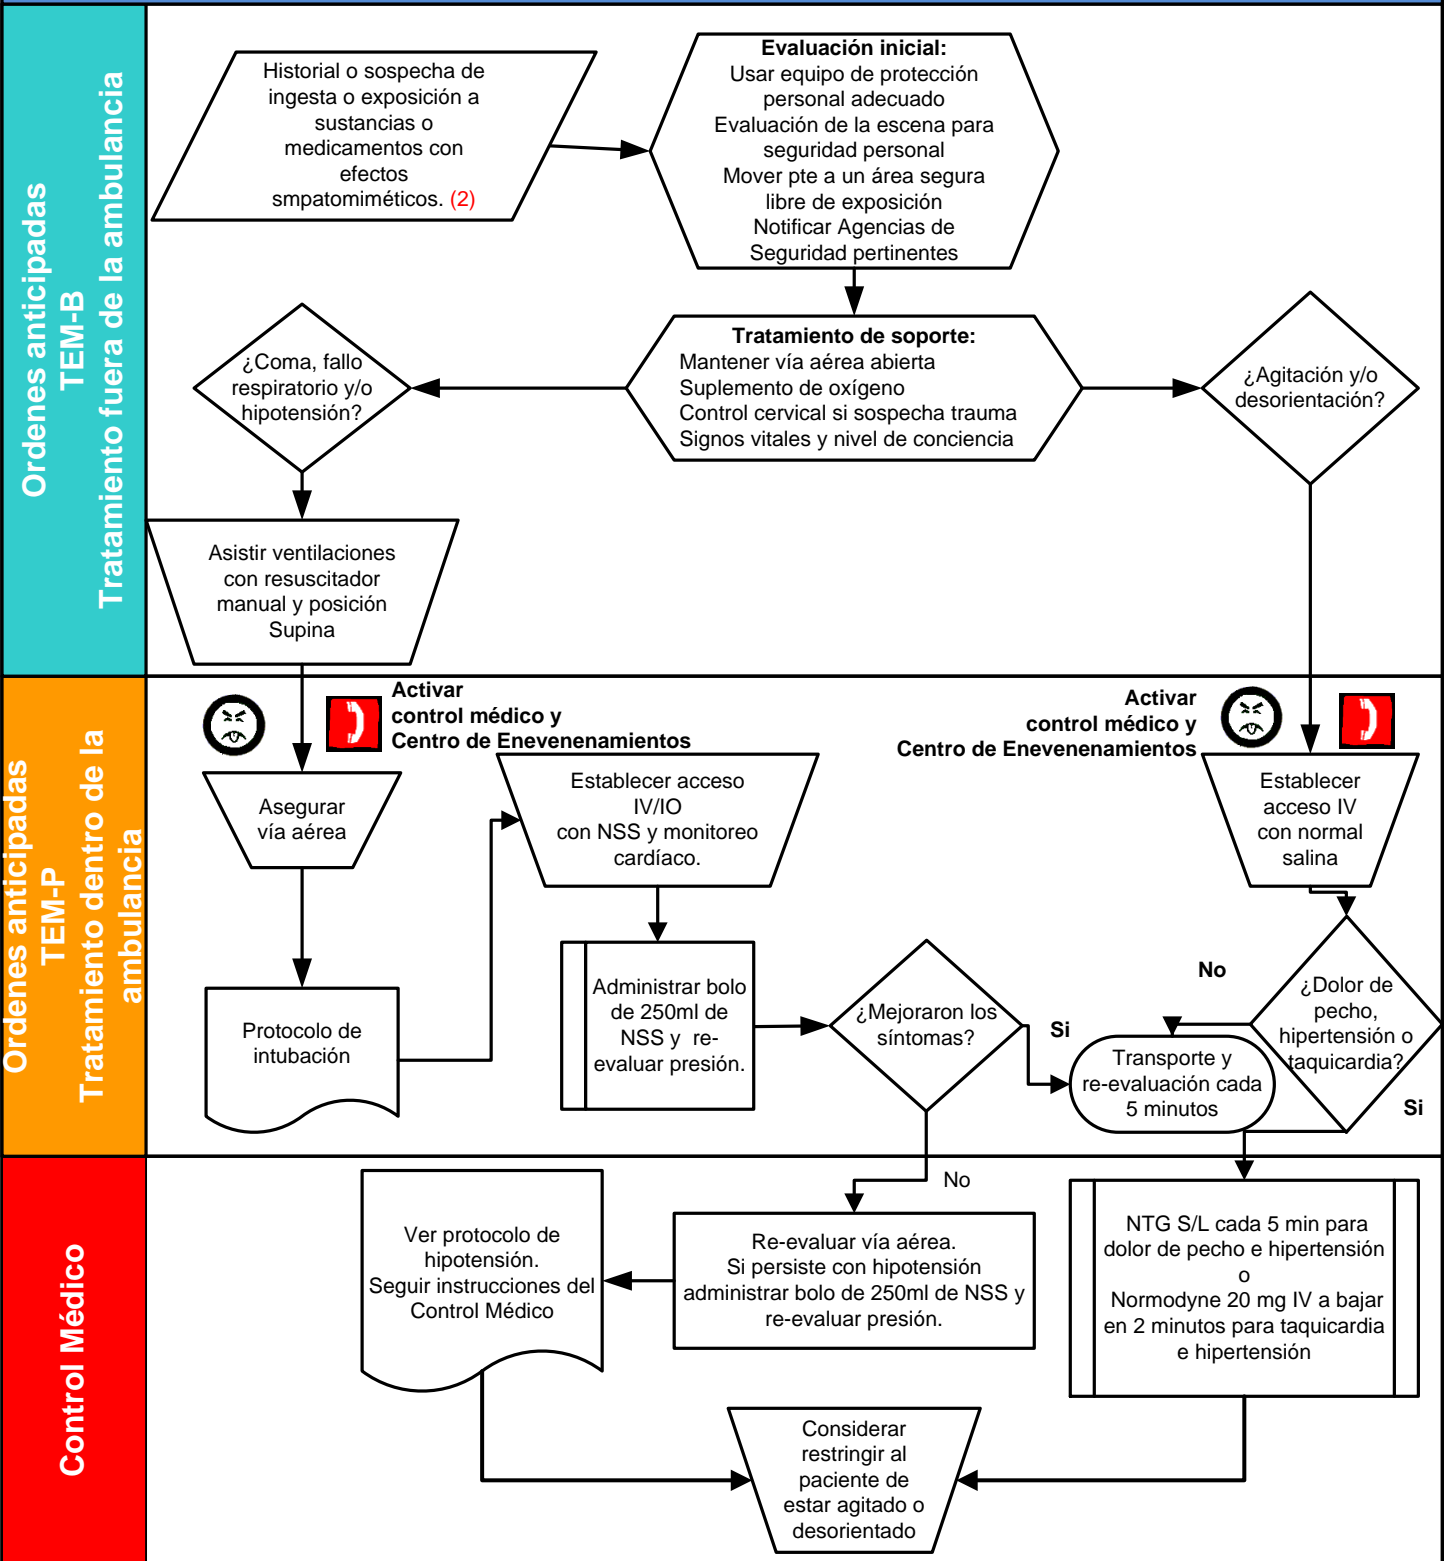 Ordenes anticipadas
TEM-B
Tratamiento fuera de la ambulancia
Historial o sospecha de
ingesta o exposición a
sustancias o
medicamentos con
efectos
smpatomiméticos. (2)
Evaluación inicial:
Usar equipo de protección
personal adecuado
Evaluación de la escena para
seguridad personal
Mover pte a un área segura
libre de exposición
Notificar Agencias de
Seguridad pertinentes
¿Coma, fallo
respiratorio y/o
hipotensión?
Tratamiento de soporte:
Mantener vía aérea abierta
Suplemento de oxígeno
Control cervical si sospecha trauma
Signos vitales y nivel de conciencia
¿Agitación y/o
desorientación?
Asistir ventilaciones
con resuscitador
manual y posición
Supina
Ordenes anticipadas
TEM-P
Tratamiento dentro de la
ambulancia
Activar
control médico y
Centro de Enevenenamientos
Activar
control médico y
Centro de Enevenenamientos
Asegurar
vía aérea
Establecer acceso
IV/IO
con NSS y monitoreo
cardíaco.
Establecer
acceso IV
con normal
salina
Protocolo de
intubación
Administrar bolo
de 250ml de
NSS y re-
evaluar presión.
¿Mejoraron los
síntomas?
Si
No
¿Dolor de
pecho,
hipertensión o
taquicardia?
Transporte y
re-evaluación cada
5 minutos
Si
Control Médico
No
Ver protocolo de
hipotensión.
Seguir instrucciones del
Control Médico
Re-evaluar vía aérea.
Si persiste con hipotensión
administrar bolo de 250ml de NSS y
re-evaluar presión.
NTG S/L cada 5 min para
dolor de pecho e hipertensión
o
Normodyne 20 mg IV a bajar
en 2 minutos para taquicardia
e hipertensión
Considerar
restringir al
paciente de
estar agitado o
desorientado